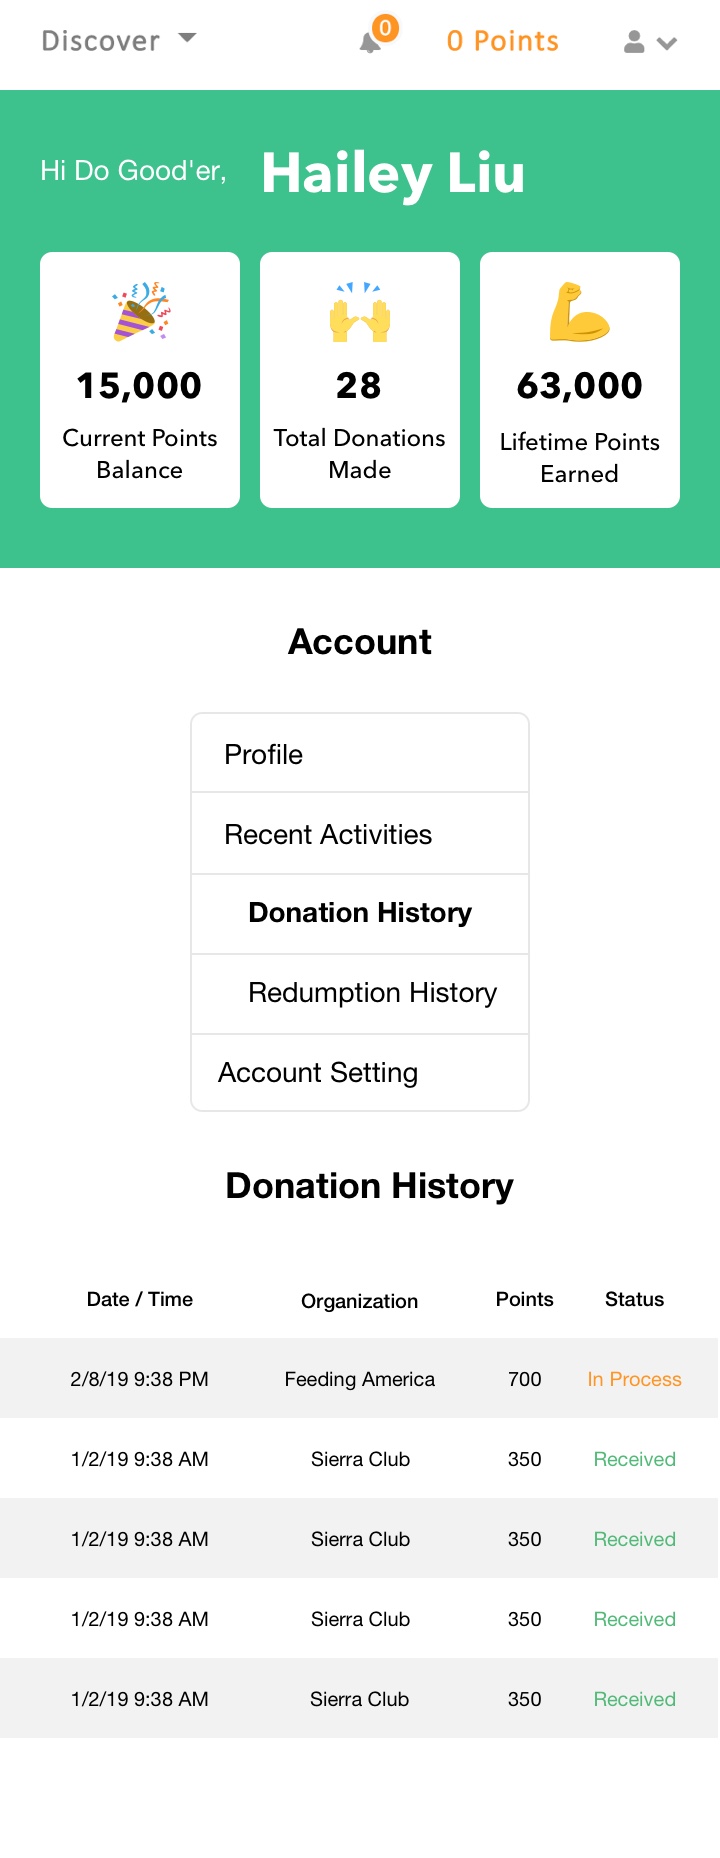 Discover 0 0 Points
Hi Do Good'er, Hailey Liu
15,000 28 63,000
Current Points Balance
Total Donations Made
Lifetime Points Earned
Account
Profile
Recent Activities
Donation History
Redumption History
Account Setting
Donation History
Date / Time Organization Points Status
2/8/19 9:38 PM Feeding America 700 In Process
1/2/19 9:38 AM Sierra Club 350 Received
1/2/19 9:38 AM Sierra Club 350 Received
1/2/19 9:38 AM Sierra Club 350 Received
1/2/19 9:38 AM Sierra Club 350 Received